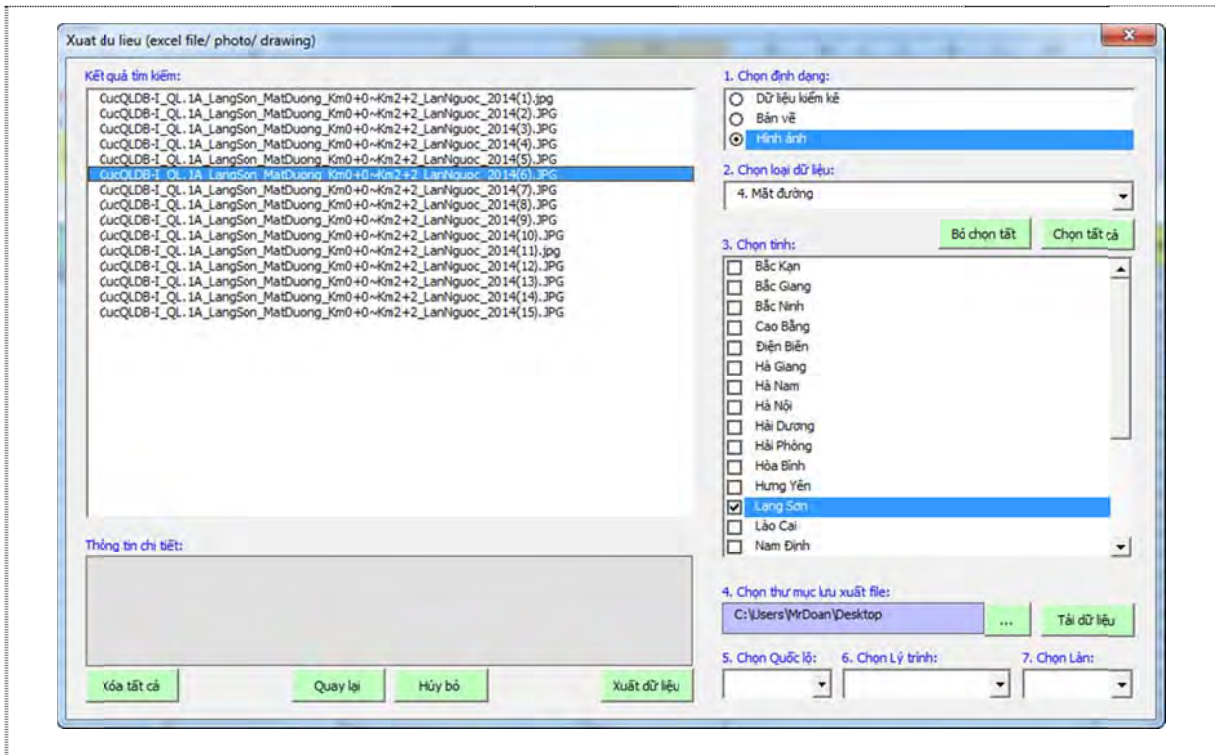 Xuat du lieu (excel file/ photo/ drawing)
Kết quả tìm kiếm:
CucQLDB-I_QL.1A_LangSon_MatDuong_Km0+0~Km2+2_LanNguoc_2014(1).jpg
CucQLDB-I_QL.1A_LangSon_MatDuong_Km0+0~Km2+2_LanNguoc_2014(2).JPG
CucQLDB-I_QL.1A_LangSon_MatDuong_Km0+0~Km2+2_LanNguoc_2014(3).JPG
CucQLDB-I_QL.1A_LangSon_MatDuong_Km0+0~Km2+2_LanNguoc_2014(4).JPG
CucQLDB-I_QL.1A_LangSon_MatDuong_Km0+0~Km2+2_LanNguoc_2014(5).JPG
CucQLDB-I_QL.1A_LangSon_MatDuong_Km0+0~Km2+2_LanNguoc_2014(6).JPG
CucQLDB-I_QL.1A_LangSon_MatDuong_Km0+0~Km2+2_LanNguoc_2014(7).JPG
CucQLDB-I_QL.1A_LangSon_MatDuong_Km0+0~Km2+2_LanNguoc_2014(8).JPG
CucQLDB-I_QL.1A_LangSon_MatDuong_Km0+0~Km2+2_LanNguoc_2014(9).JPG
CucQLDB-I_QL.1A_LangSon_MatDuong_Km0+0~Km2+2_LanNguoc_2014(10).JPG
CucQLDB-I_QL.1A_LangSon_MatDuong_Km0+0~Km2+2_LanNguoc_2014(11).jpg
CucQLDB-I_QL.1A_LangSon_MatDuong_Km0+0~Km2+2_LanNguoc_2014(12).JPG
CucQLDB-I_QL.1A_LangSon_MatDuong_Km0+0~Km2+2_LanNguoc_2014(13).JPG
CucQLDB-I_QL.1A_LangSon_MatDuong_Km0+0~Km2+2_LanNguoc_2014(14).JPG
CucQLDB-I_QL.1A_LangSon_MatDuong_Km0+0~Km2+2_LanNguoc_2014(15).JPG
Thông tin chi tiết:
Xóa tất cả
Quay lại
Hủy bỏ
Xuất dữ liệu
1. Chọn định dạng:
Dữ liệu kiểm kê
Bản vẽ
Hình ảnh
2. Chọn loại dữ liệu:
4. Mặt đường
Bỏ chọn tất
Chọn tất cả
3. Chọn tỉnh:
Bắc Kạn
Bắc Giang
Bắc Ninh
Cao Bằng
Điện Biên
Hà Giang
Hà Nam
Hà Nội
Hải Dương
Hải Phòng
Hòa Bình
Hưng Yên
Lạng Sơn
Lào Cai
Nam Định
4. Chọn thư mục lưu xuất file:
C:\Users\MrDoan\Desktop
...
Tải dữ liệu
5. Chọn Quốc lộ:
6. Chọn Lý trình:
7. Chọn Làn: